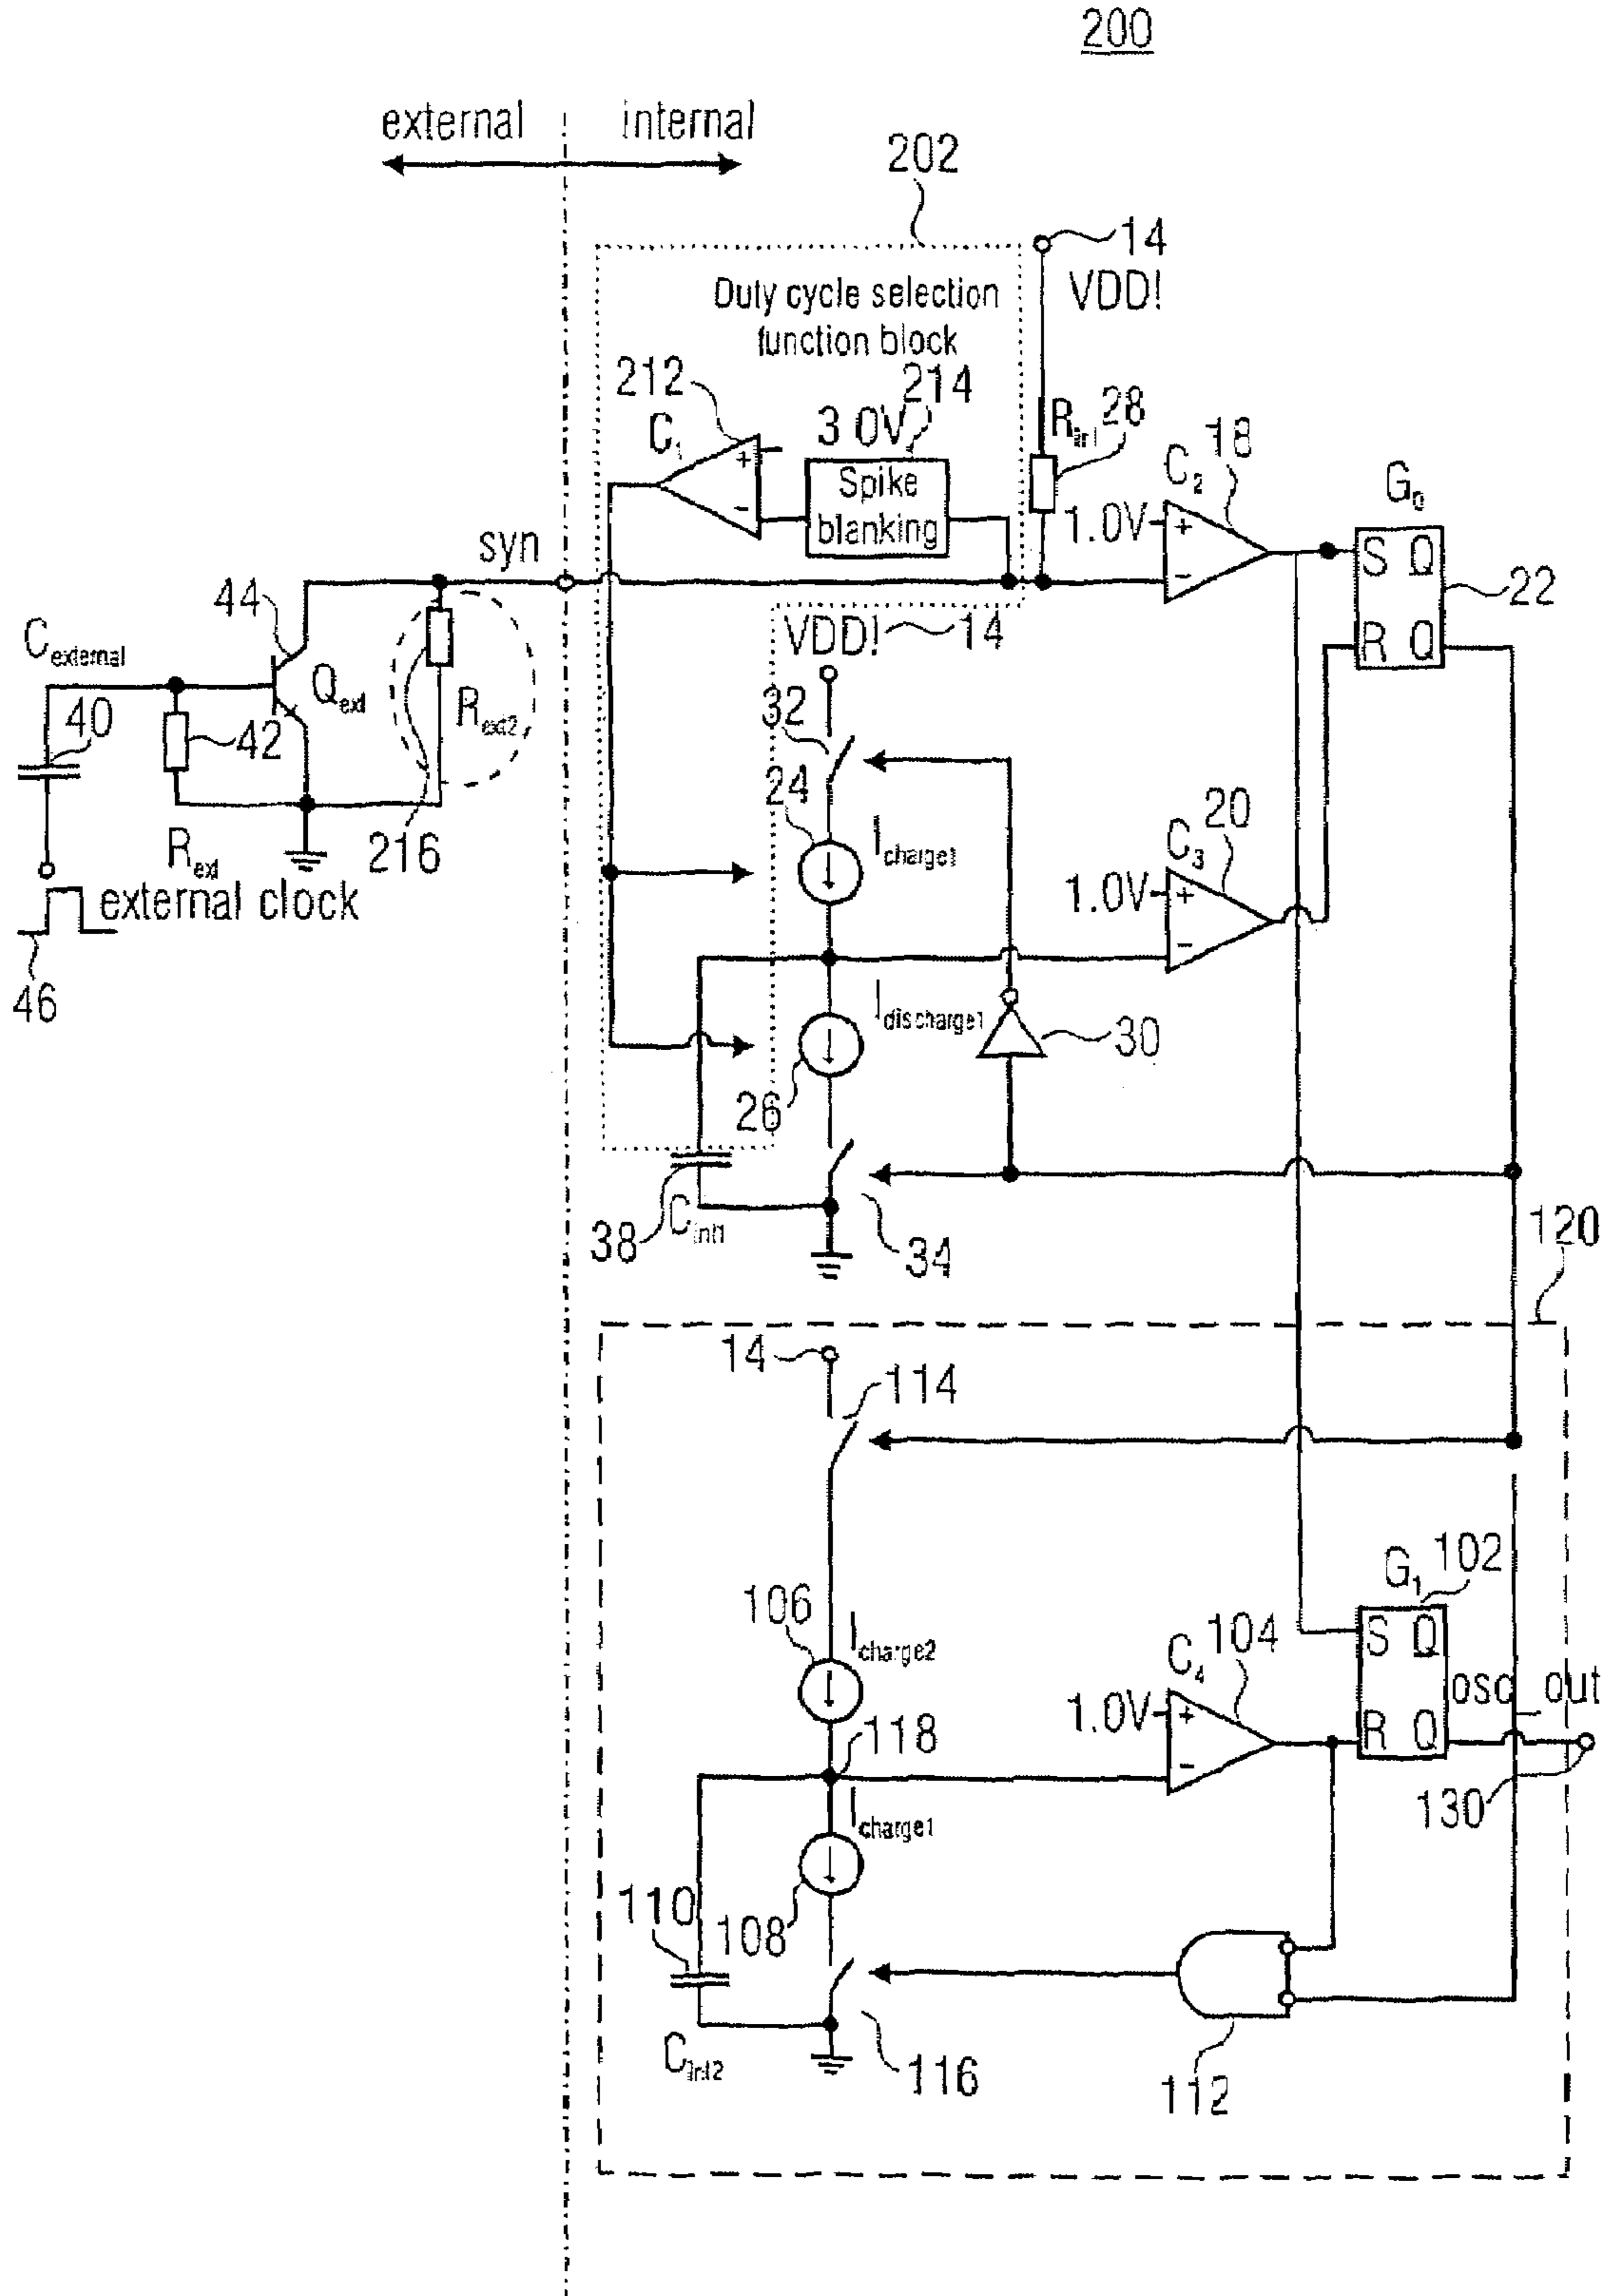 200
external
internal
202
14
VDD!
Duty cycle selection
function block
212
C1
3 0V
214
Spike
blanking
28
1.0V
C2
18
G0
S Q
R Q
22
syn
44
Cexternal
40
42
Qext
Rext2
Rext
216
external clock
46
VDD!
14
32
24
Icharge1
1.0V
C3
20
Idischarge1
26
30
38
Cint1
34
120
14
114
106
Icharge2
118
Icharge1
108
110
Cint2
116
1.0V
C4
104
G1
102
S Q
R Q
osc_out
130
112